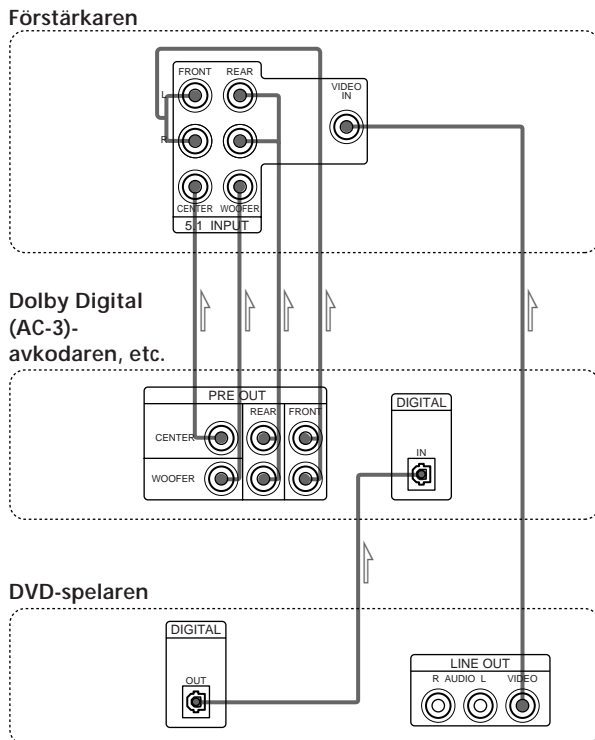 Förstärkaren
FRONT REAR
VIDEO
IN
L
R
CENTER WOOFER
5.1 INPUT
Dolby Digital
(AC-3)-
avkodaren, etc.
PRE OUT
REAR FRONT
CENTER
WOOFER
DIGITAL
IN
DVD-spelaren
DIGITAL
OUT
LINE OUT
R AUDIO L VIDEO